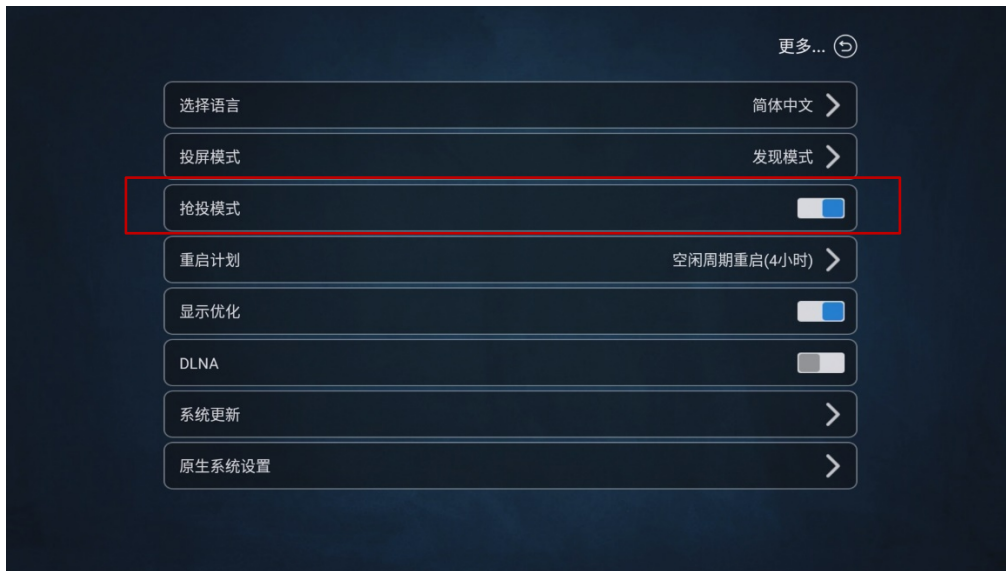 更多...
选择语言 简体中文
投屏模式 发现模式
抢投模式
重启计划 空闲周期重启(4小时)
显示优化
DLNA
系统更新
原生系统设置